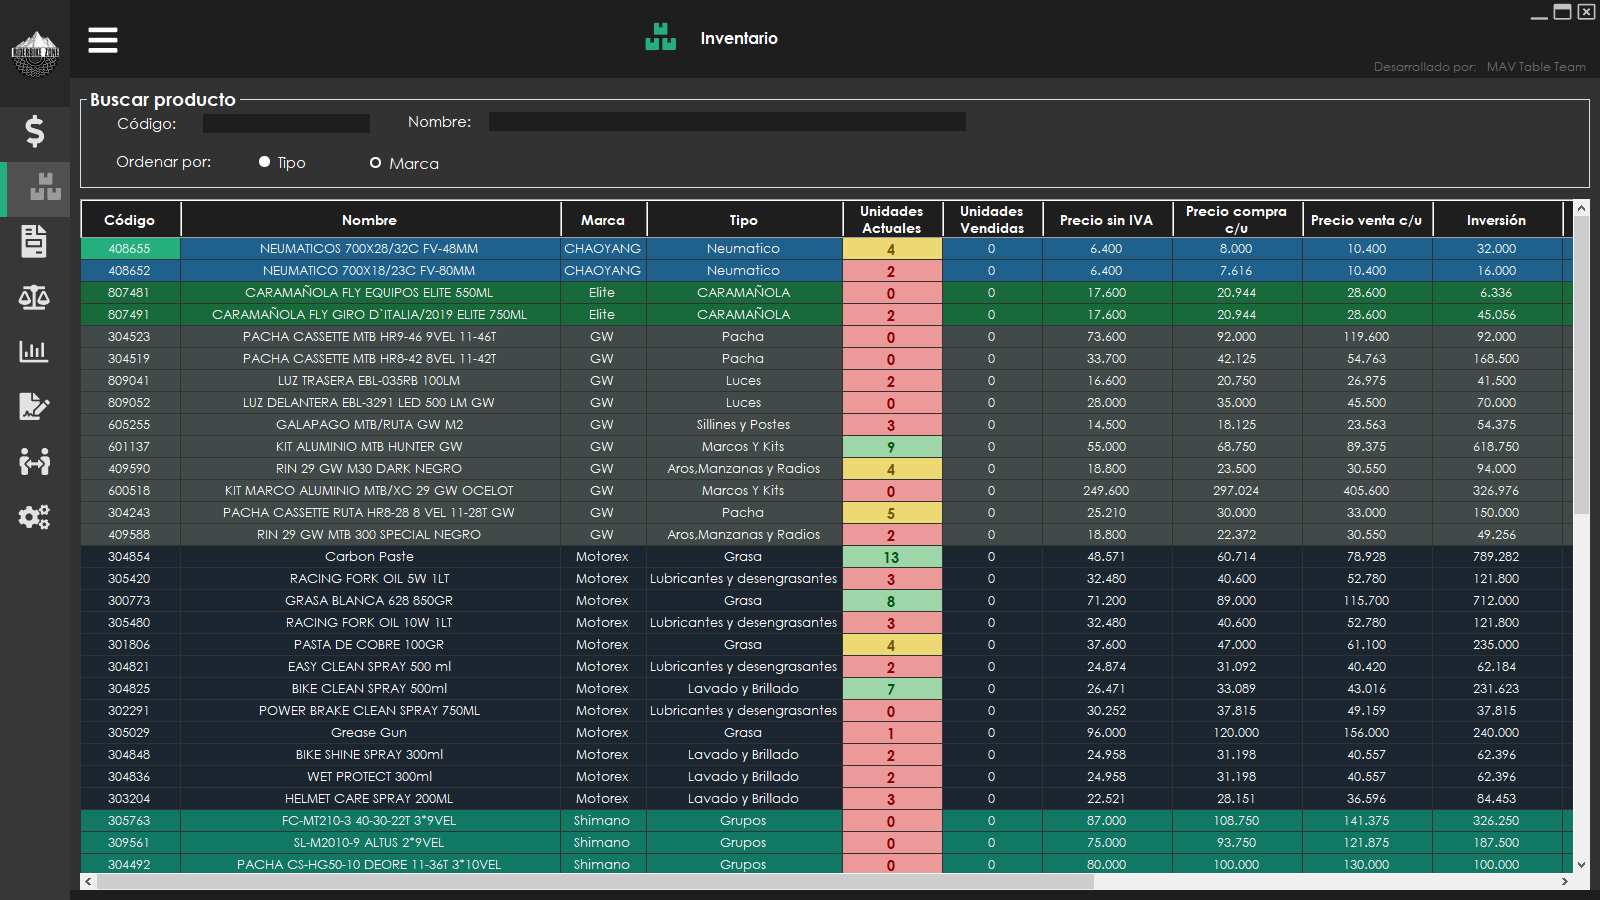 RIDERBIKE ZONE
Inventario
Desarrollado por: MAV Table Team
Buscar producto
Código: Nombre:
Ordenar por: Tipo Marca
Código Nombre Marca Tipo Unidades Actuales Unidades Vendidas Precio sin IVA Precio compra c/u Precio venta c/u Inversión
408655 NEUMATICOS 700X28/32C FV-48MM CHAOYANG Neumatico 4 0 6.400 8.000 10.400 32.000
408652 NEUMATICO 700X18/23C FV-80MM CHAOYANG Neumatico 2 0 6.400 7.616 10.400 16.000
807481 CARAMAÑOLA FLY EQUIPOS ELITE 550ML Elite CARAMAÑOLA 0 0 17.600 20.944 28.600 6.336
807491 CARAMAÑOLA FLY GIRO D`ITALIA/2019 ELITE 750ML Elite CARAMAÑOLA 2 0 17.600 20.944 28.600 45.056
304523 PACHA CASSETTE MTB HR9-46 9VEL 11-46T GW Pacha 0 0 73.600 92.000 119.600 92.000
304519 PACHA CASSETTE MTB HR8-42 8VEL 11-42T GW Pacha 0 0 33.700 42.125 54.763 168.500
809041 LUZ TRASERA EBL-035RB 100LM GW Luces 2 0 16.600 20.750 26.975 41.500
809052 LUZ DELANTERA EBL-3291 LED 500 LM GW GW Luces 0 0 28.000 35.000 45.500 70.000
605255 GALAPAGO MTB/RUTA GW M2 GW Sillines y Postes 3 0 14.500 18.125 23.563 54.375
601137 KIT ALUMINIO MTB HUNTER GW GW Marcos Y Kits 9 0 55.000 68.750 89.375 618.750
409590 RIN 29 GW M30 DARK NEGRO GW Aros,Manzanas y Radios 4 0 18.800 23.500 30.550 94.000
600518 KIT MARCO ALUMINIO MTB/XC 29 GW OCELOT GW Marcos Y Kits 0 0 249.600 297.024 405.600 326.976
304243 PACHA CASSETTE RUTA HR8-28 8 VEL 11-28T GW GW Pacha 5 0 25.210 30.000 33.000 150.000
409588 RIN 29 GW MTB 300 SPECIAL NEGRO GW Aros,Manzanas y Radios 2 0 18.800 22.372 30.550 49.256
304854 Carbon Paste Motorex Grasa 13 0 48.571 60.714 78.928 789.282
305420 RACING FORK OIL 5W 1LT Motorex Lubricantes y desengrasantes 3 0 32.480 40.600 52.780 121.800
300773 GRASA BLANCA 628 850GR Motorex Grasa 8 0 71.200 89.000 115.700 712.000
305480 RACING FORK OIL 10W 1LT Motorex Lubricantes y desengrasantes 3 0 32.480 40.600 52.780 121.800
301806 PASTA DE COBRE 100GR Motorex Grasa 4 0 37.600 47.000 61.100 235.000
304821 EASY CLEAN SPRAY 500 ml Motorex Lubricantes y desengrasantes 2 0 24.874 31.092 40.420 62.184
304825 BIKE CLEAN SPRAY 500ml Motorex Lavado y Brillado 7 0 26.471 33.089 43.016 231.623
302291 POWER BRAKE CLEAN SPRAY 750ML Motorex Lubricantes y desengrasantes 0 0 30.252 37.815 49.159 37.815
305029 Grease Gun Motorex Grasa 1 0 96.000 120.000 156.000 240.000
304848 BIKE SHINE SPRAY 300ml Motorex Lavado y Brillado 2 0 24.958 31.198 40.557 62.396
304836 WET PROTECT 300ml Motorex Lavado y Brillado 2 0 24.958 31.198 40.557 62.396
303204 HELMET CARE SPRAY 200ML Motorex Lavado y Brillado 3 0 22.521 28.151 36.596 84.453
305763 FC-MT210-3 40-30-22T 3*9VEL Shimano Grupos 0 0 87.000 108.750 141.375 326.250
309561 SL-M2010-9 ALTUS 2*9VEL Shimano Grupos 0 0 75.000 93.750 121.875 187.500
304492 PACHA CS-HG50-10 DEORE 11-36T 3*10VEL Shimano Grupos 0 0 80.000 100.000 130.000 100.000